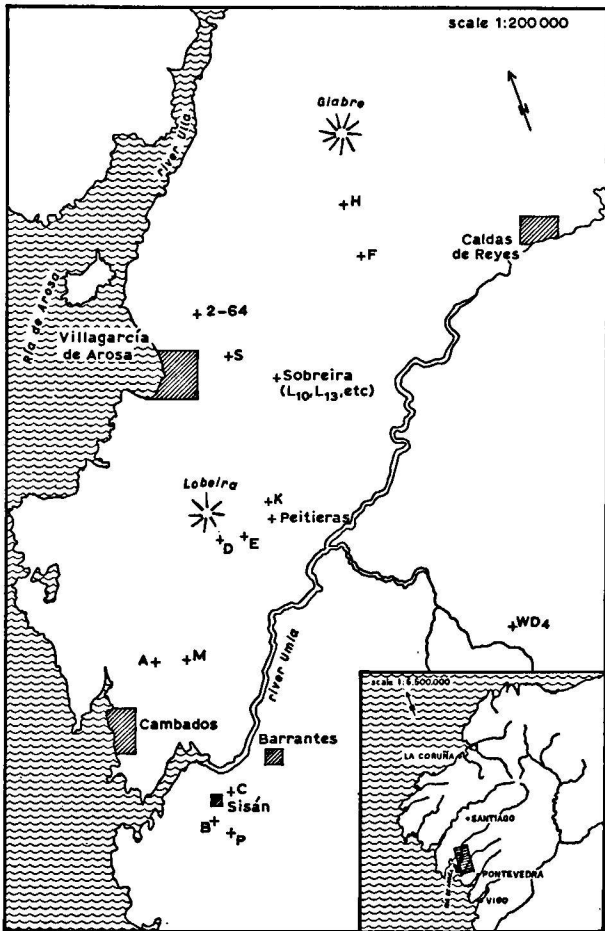 scale 1:200 000
N
Giabre
river Ulla
H
Caldas
de Reyes
F
Ria de Arosa
2-64
Villagarcía
de Arosa
S
Sobreira
(L10, L13, etc)
Lobeira
K
Peitieras
D
E
WD4
A
M
river Umia
scale 1:6,500,000
Cambados
Barrantes
LA CORUÑA
C
Sisán
B
P
SANTIAGO
PONTEVEDRA
VIGO